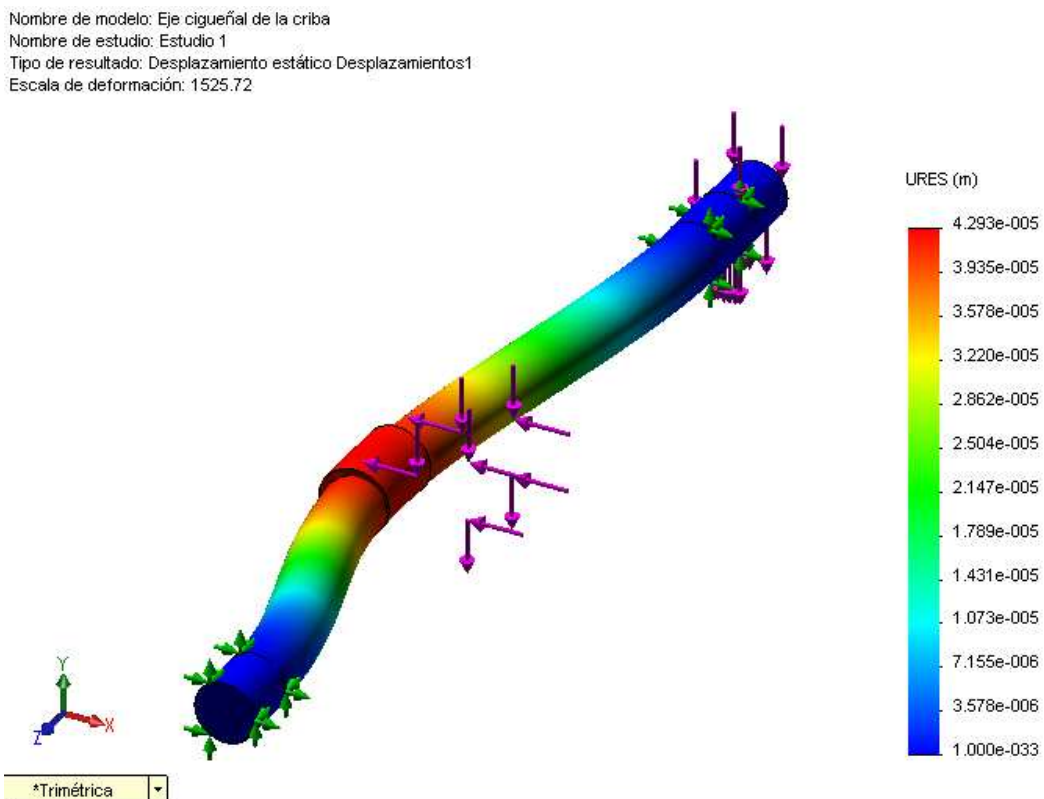 Nombre de modelo: Eje cigueñal de la criba
Nombre de estudio: Estudio 1
Tipo de resultado: Desplazamiento estático Desplazamientos1
Escala de deformación: 1525.72
URES (m)
4.293e-005
3.935e-005
3.578e-005
3.220e-005
2.862e-005
2.504e-005
2.147e-005
1.789e-005
1.431e-005
1.073e-005
7.155e-006
3.578e-006
1.000e-033
Y
Z
X
*Trimétrica